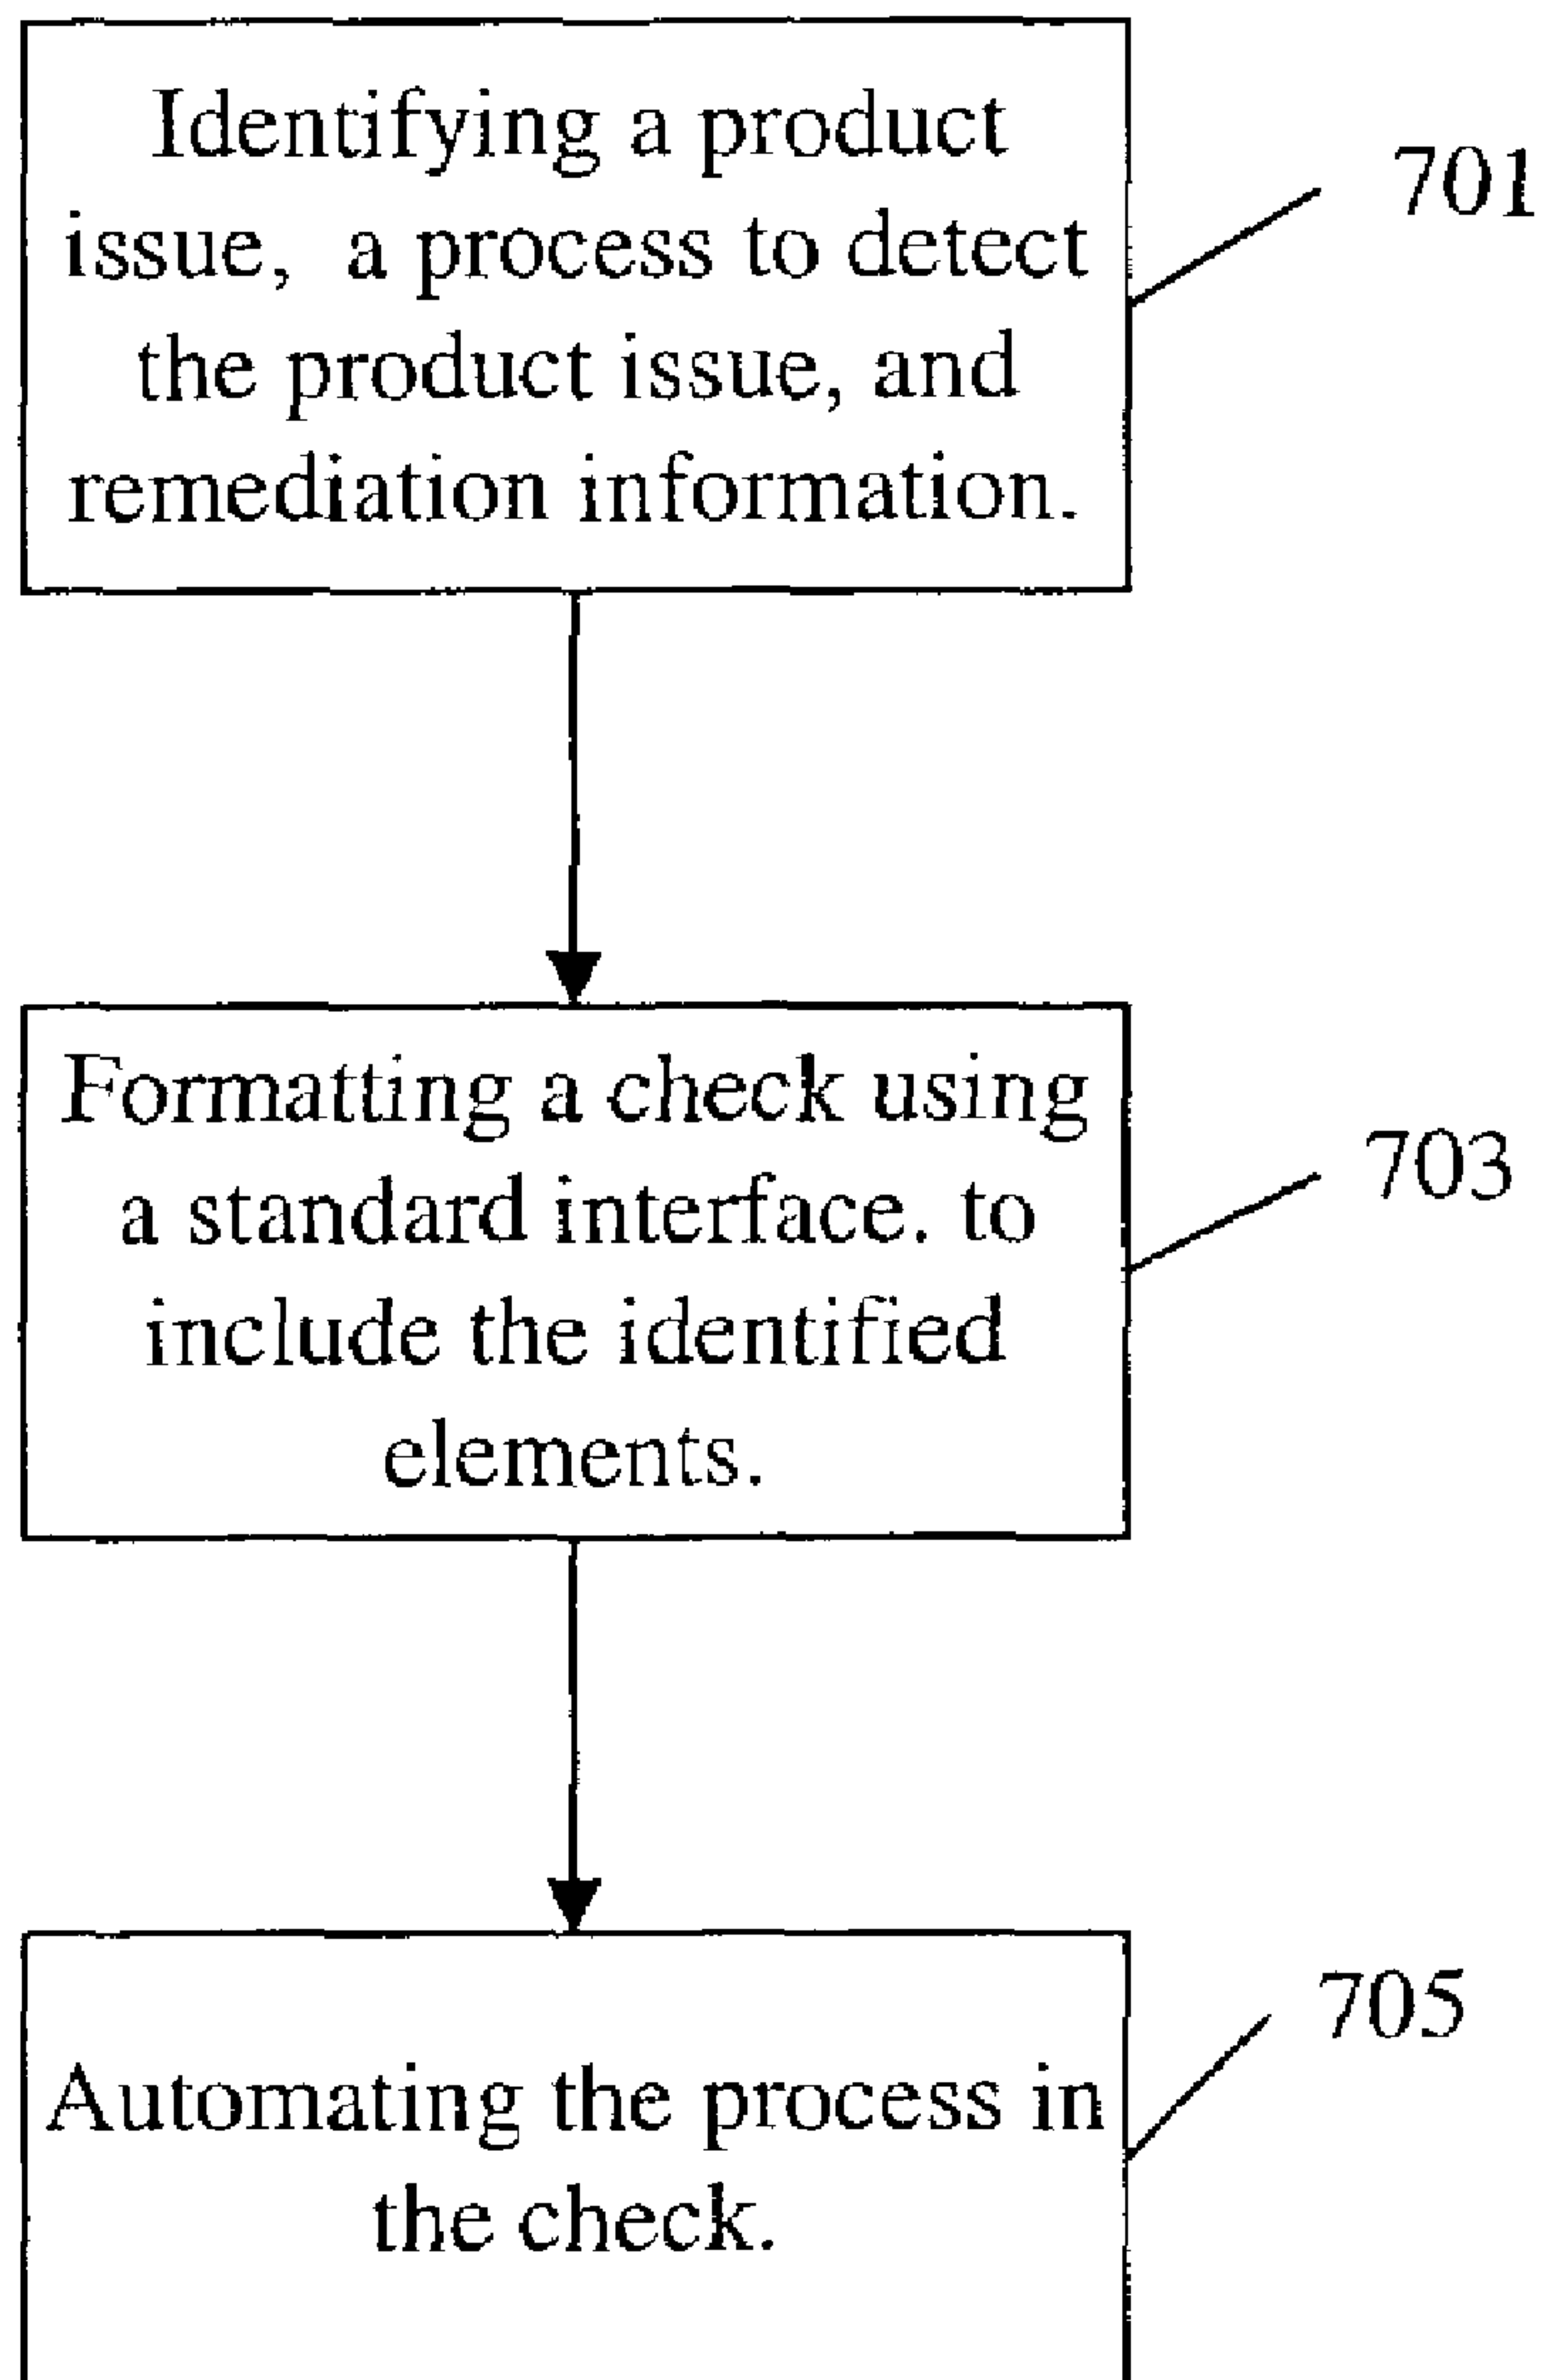 Identifying a product
issue, a process to detect
the product issue, and
remediation information.
701
Formatting a check using
a standard interface. to
include the identified
elements.
703
Automating the process in
the check.
705